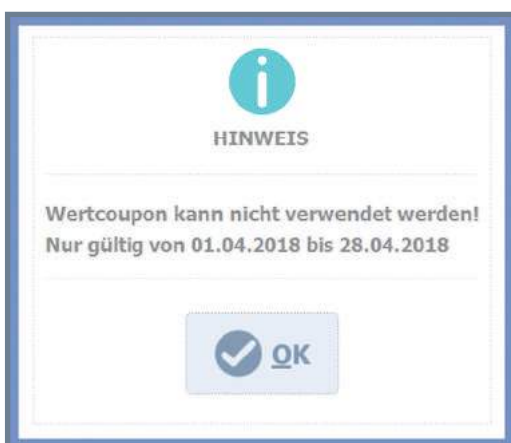 HINWEIS
Wertcoupon kann nicht verwendet werden!
Nur gültig von 01.04.2018 bis 28.04.2018
OK